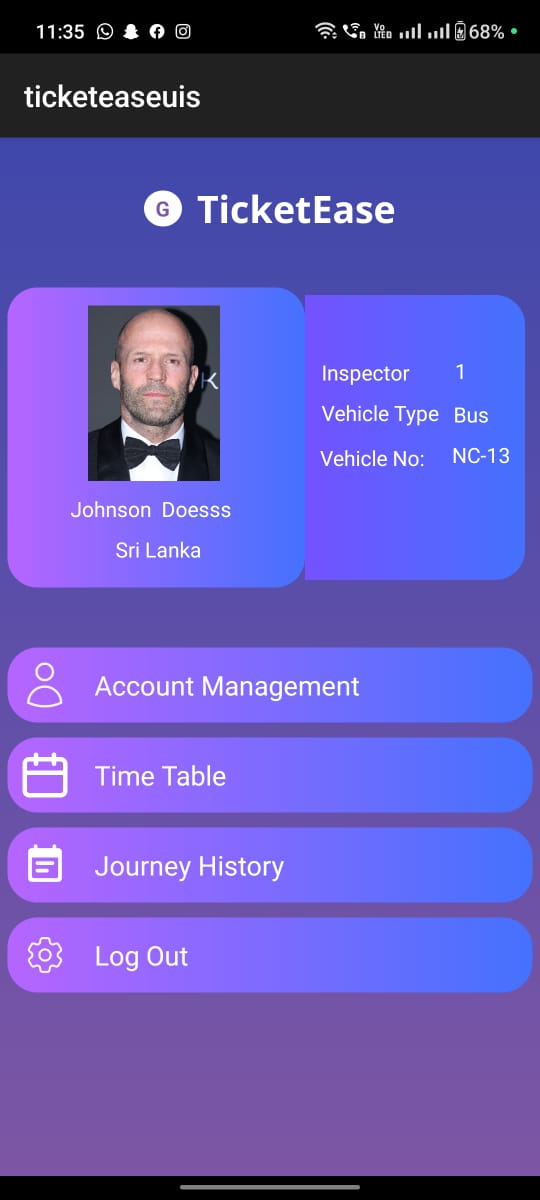 11:35 68%
ticketeaseuis
G TicketEase
Johnson Doesss
Sri Lanka
Inspector 1
Vehicle Type Bus
Vehicle No: NC-13
Account Management
Time Table
Journey History
Log Out